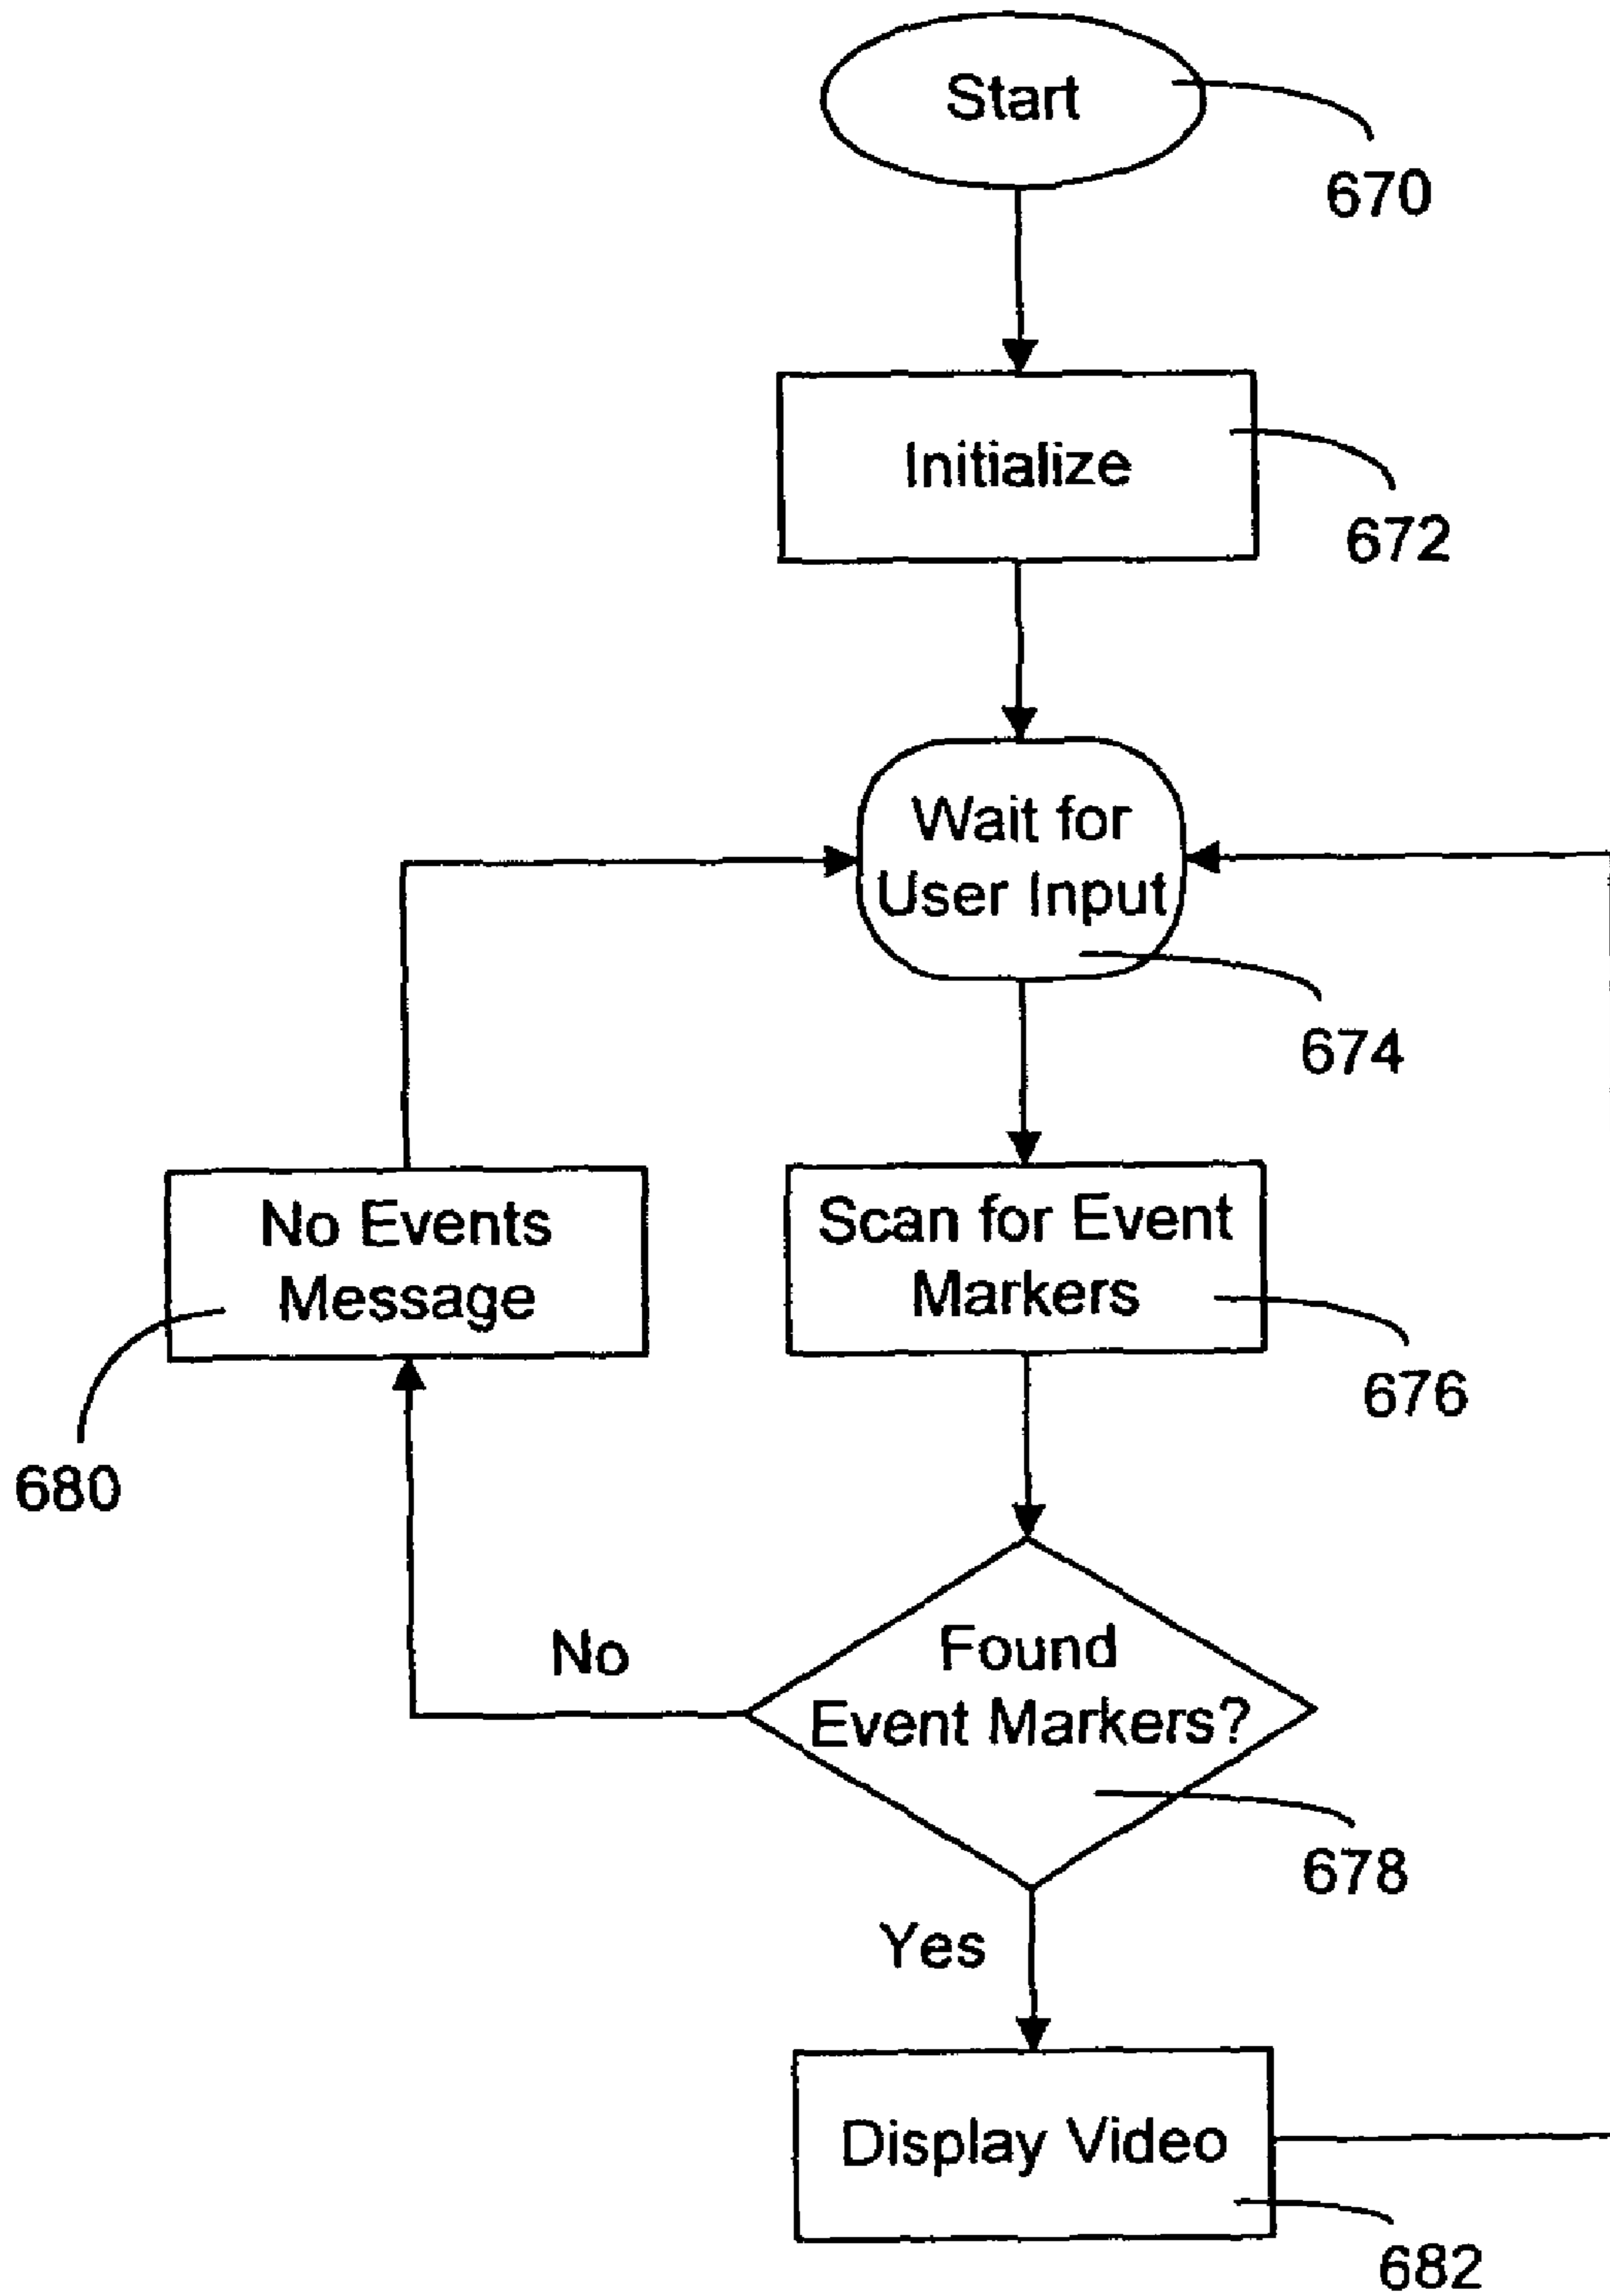 Start
670
Initialize
672
Wait for
User Input
674
No Events
Message
680
Scan for Event
Markers
676
No
Found
Event Markers?
678
Yes
Display Video
682